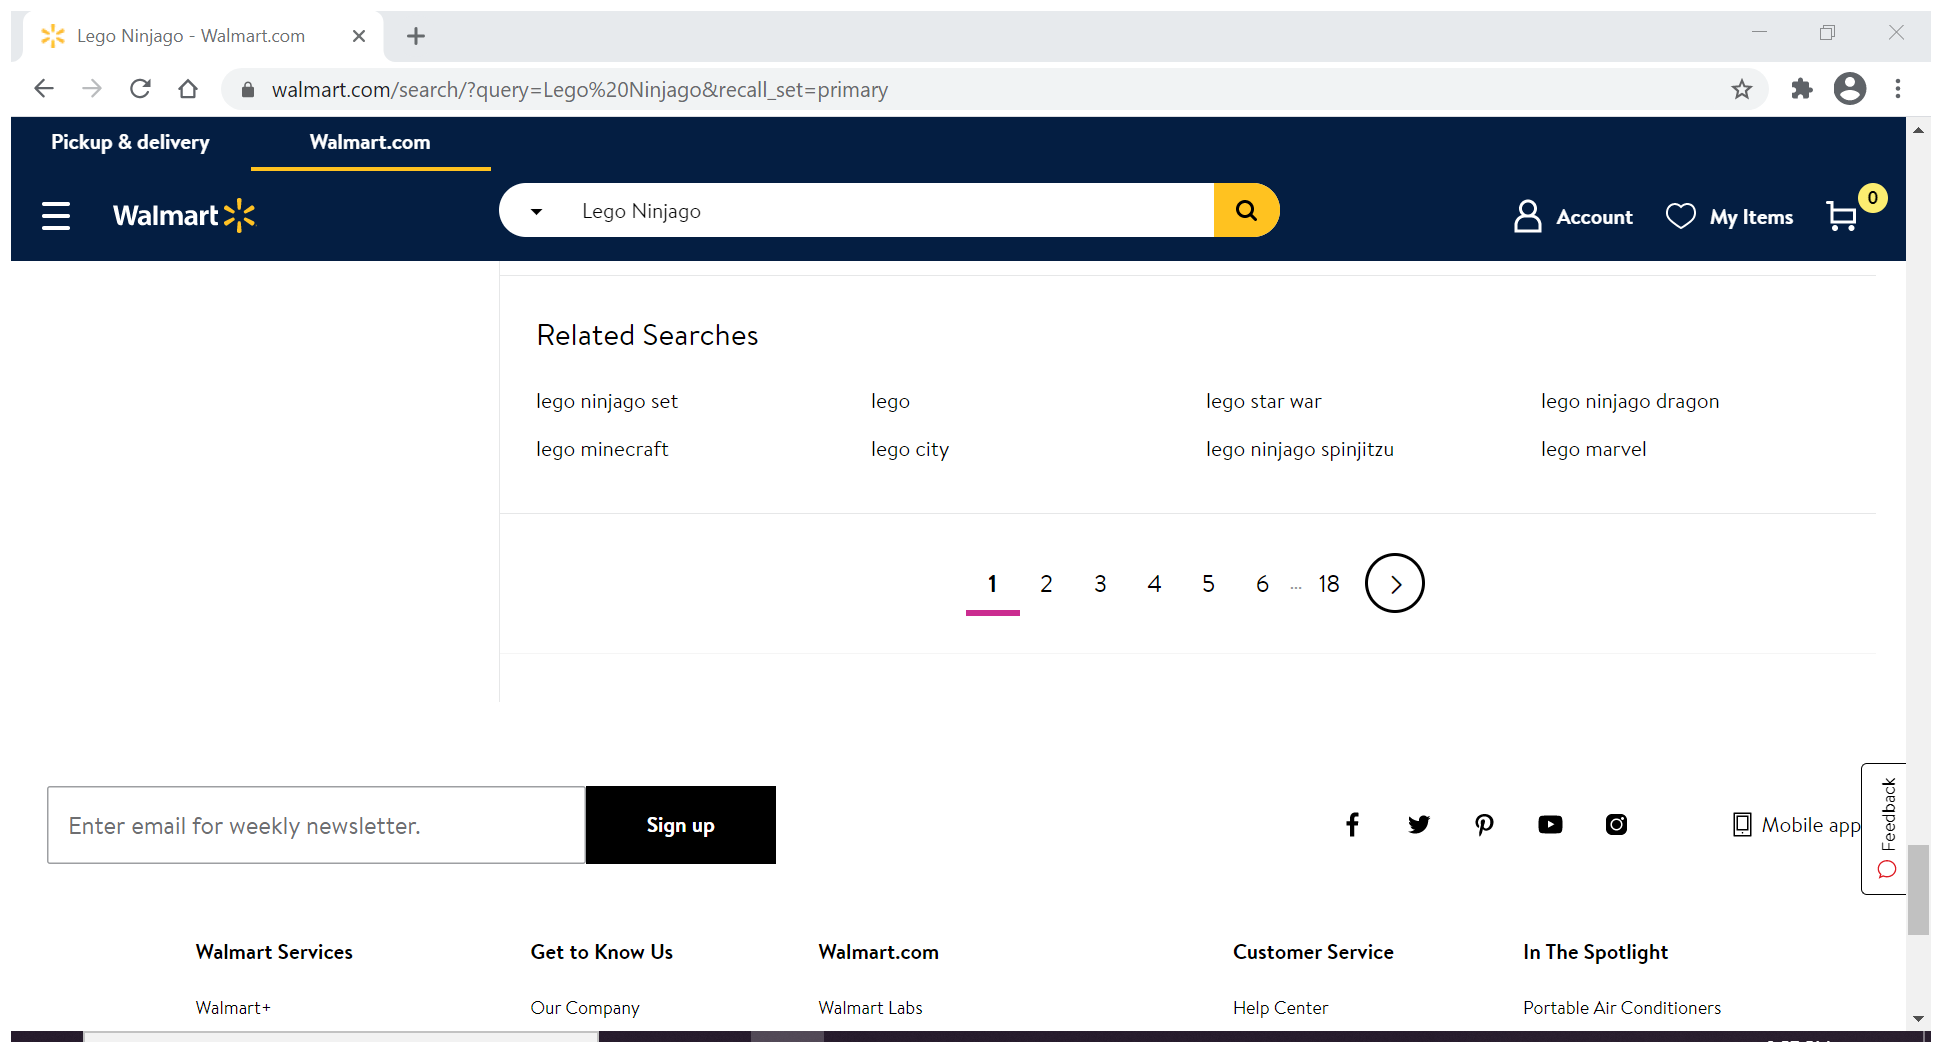 Lego Ninjago - Walmart.com
walmart.com/search/?query=Lego%20Ninjago&recall_set=primary
Pickup & delivery Walmart.com
Walmart Lego Ninjago Account My Items 0
Related Searches
lego ninjago set lego lego star war lego ninjago dragon
lego minecraft lego city lego ninjago spinjitzu lego marvel
1 2 3 4 5 6 ... 18
Enter email for weekly newsletter. Sign up Mobile app
Feedback
Walmart Services Get to Know Us Walmart.com Customer Service In The Spotlight
Walmart+ Our Company Walmart Labs Help Center Portable Air Conditioners